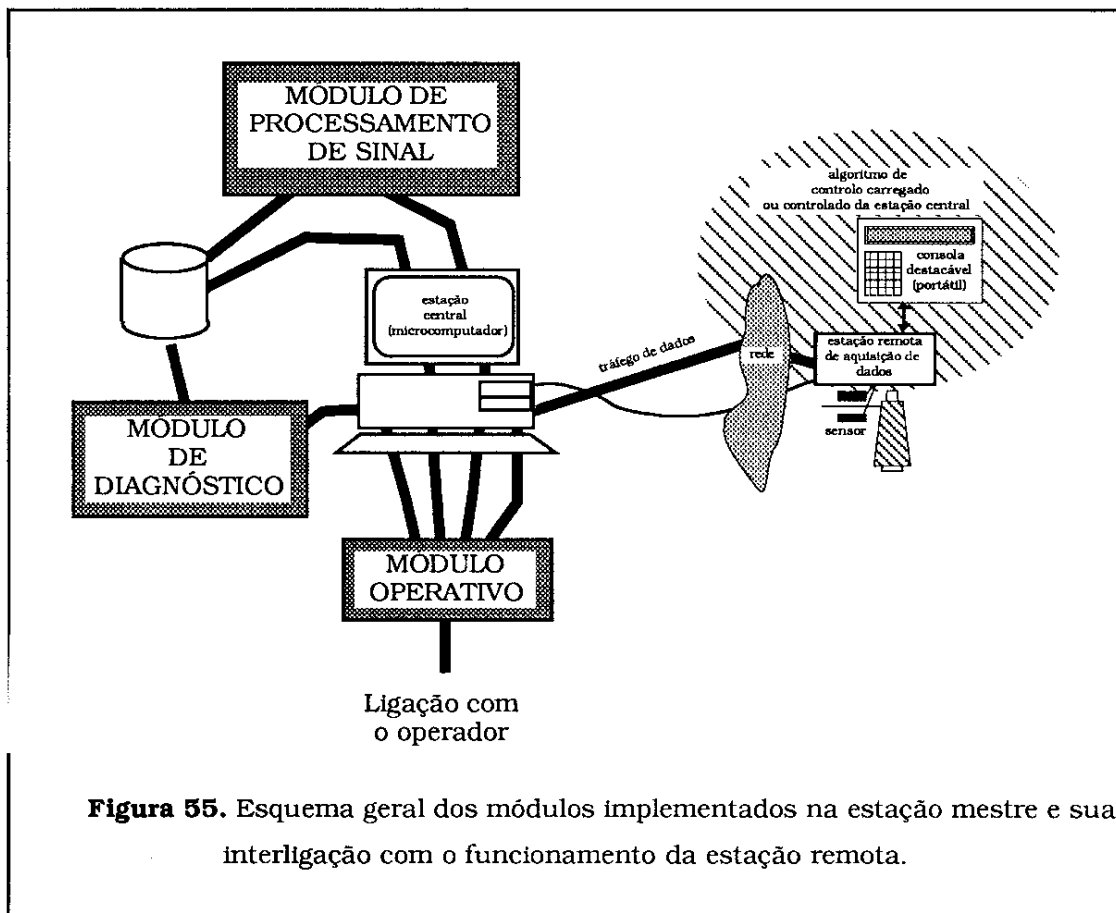 MÓDULO DE
PROCESSAMENTO
DE SINAL
algoritmo de
controlo carregado
ou controlado da estação central
consola
destacável
(portátil)
estação
central
(microcomputador)
tráfego de dados
rede
estação remota
de aquisição de
dados
sensor
MÓDULO
DE
DIAGNÓSTICO
MÓDULO
OPERATIVO
Ligação com
o operador
Figura 55. Esquema geral dos módulos implementados na estação mestre e sua
interligação com o funcionamento da estação remota.